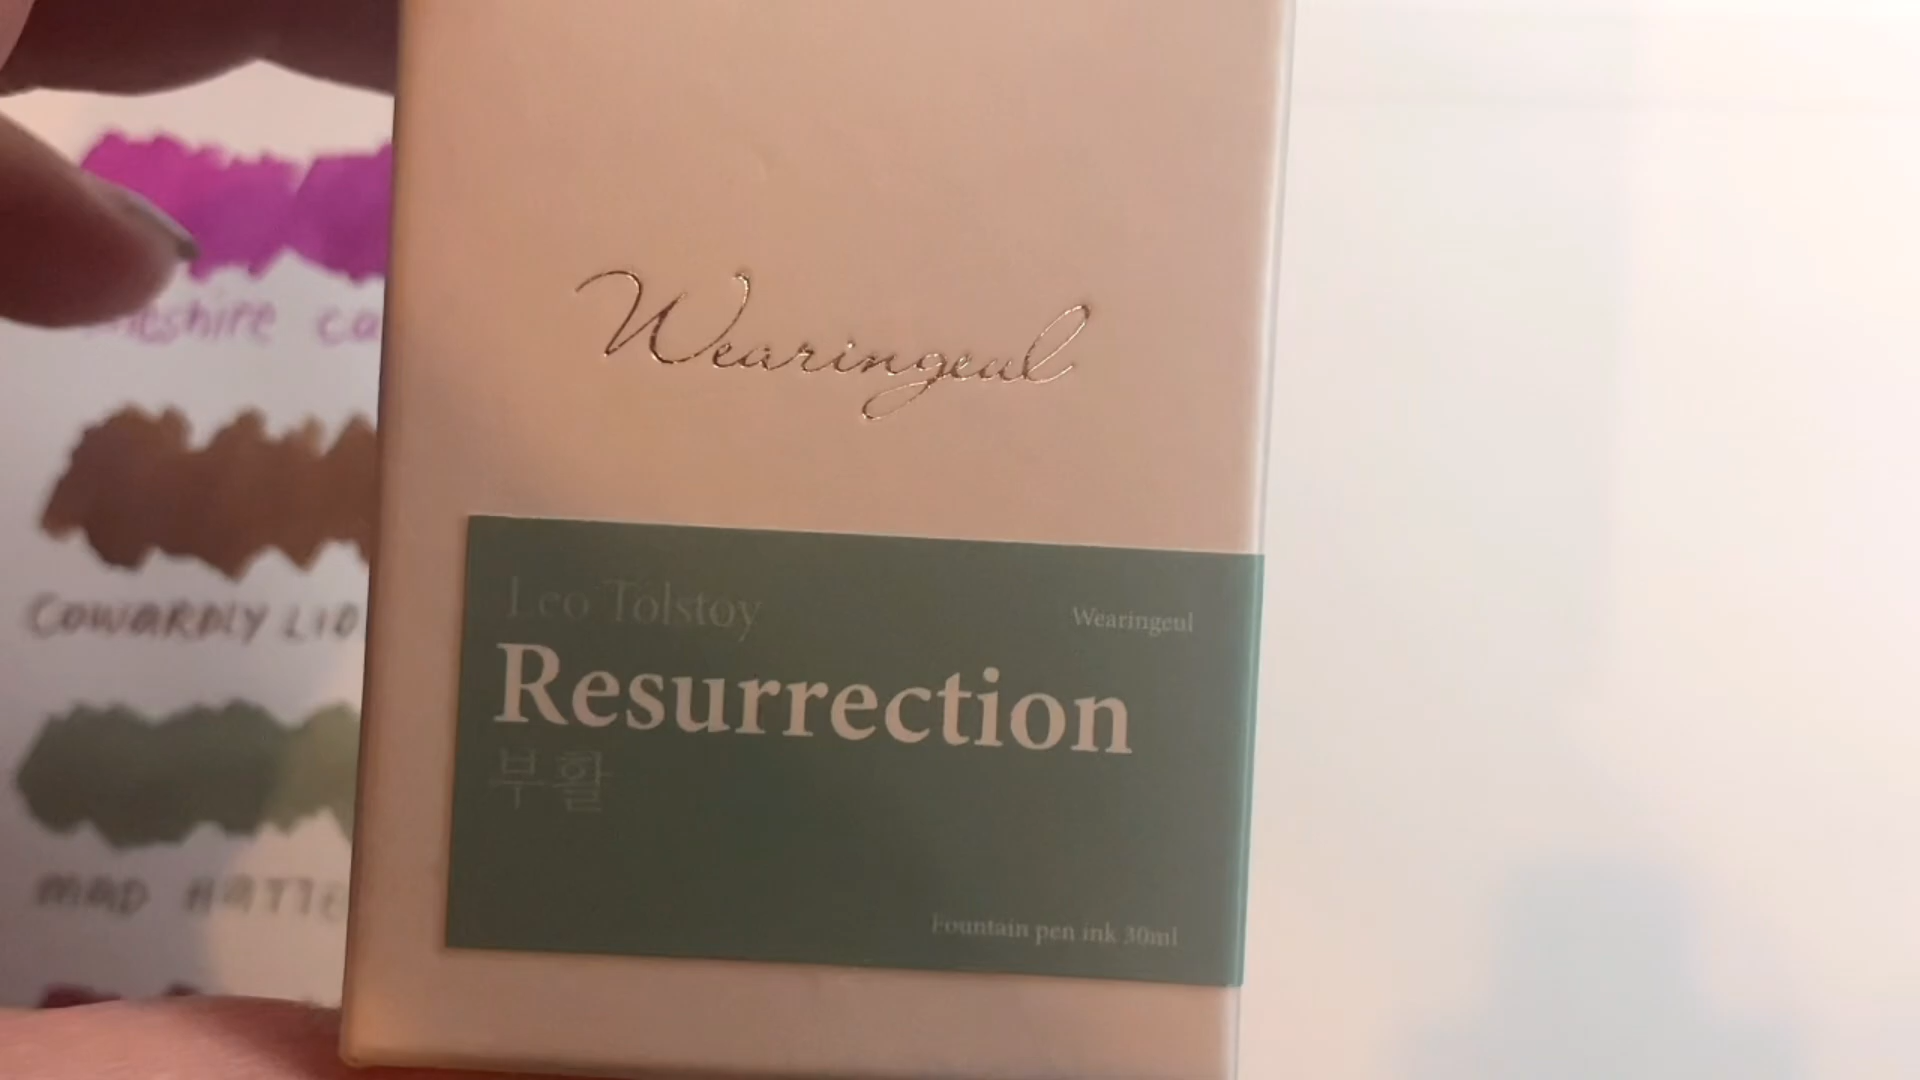 Wearingeul
Leo Tolstoy
Wearingeul
Resurrection
부활
Fountain pen ink 30ml
COWARDLY LIO
MAD HATTE